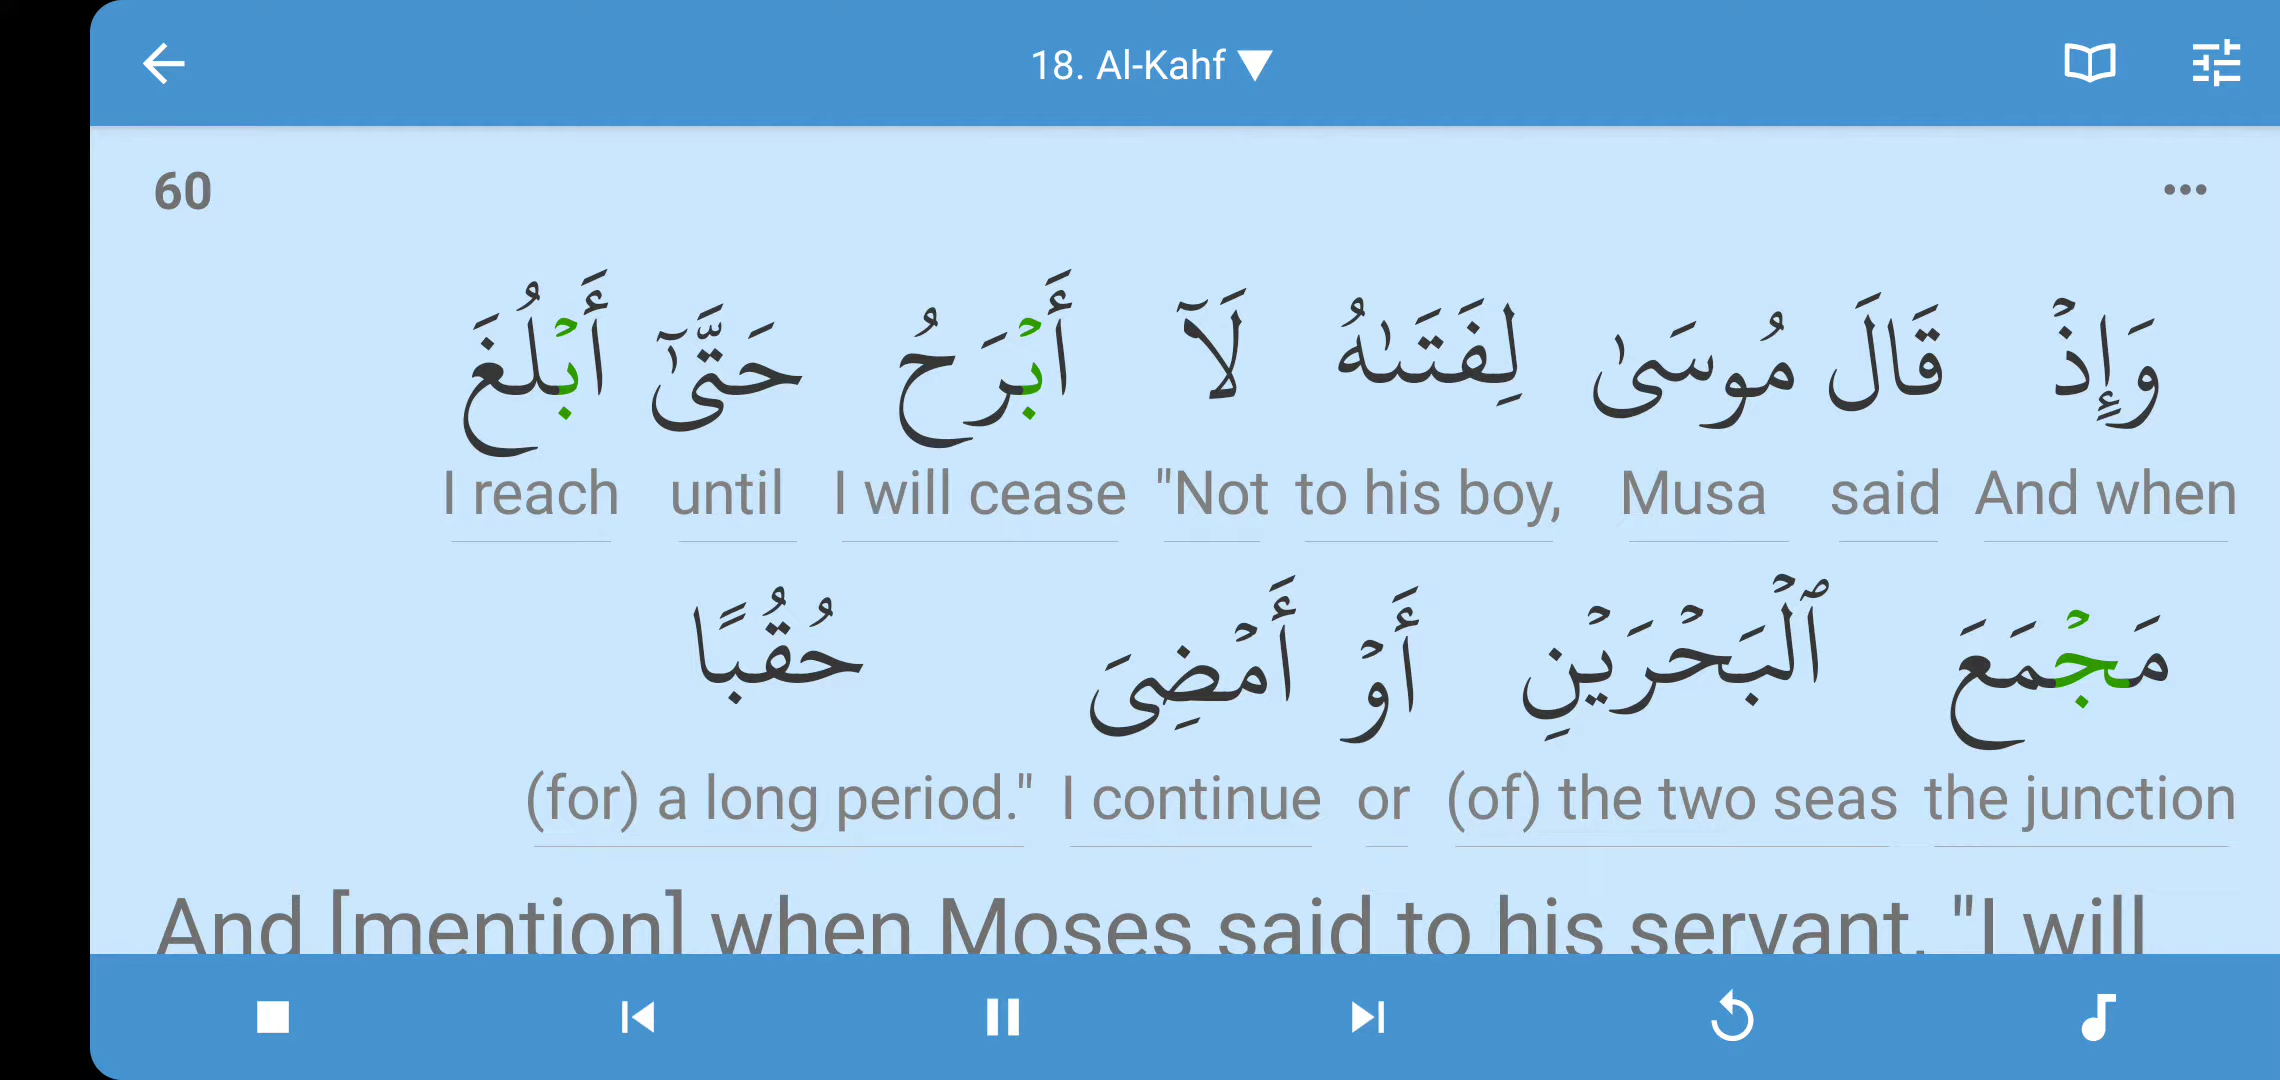 18. Al-Kahf ▼
60
وَإِذْ قَالَ مُوسَىٰ لِفَتَىٰهُ لَآ أَبْرَحُ حَتَّىٰٓ أَبْلُغَ
And when said Musa to his boy, "Not I will cease until I reach
مَجْمَعَ ٱلْبَحْرَيْنِ أَوْ أَمْضِىَ حُقُبًا
the junction (of) the two seas or I continue (for) a long period."
And [mention] when Moses said to his servant, "I will